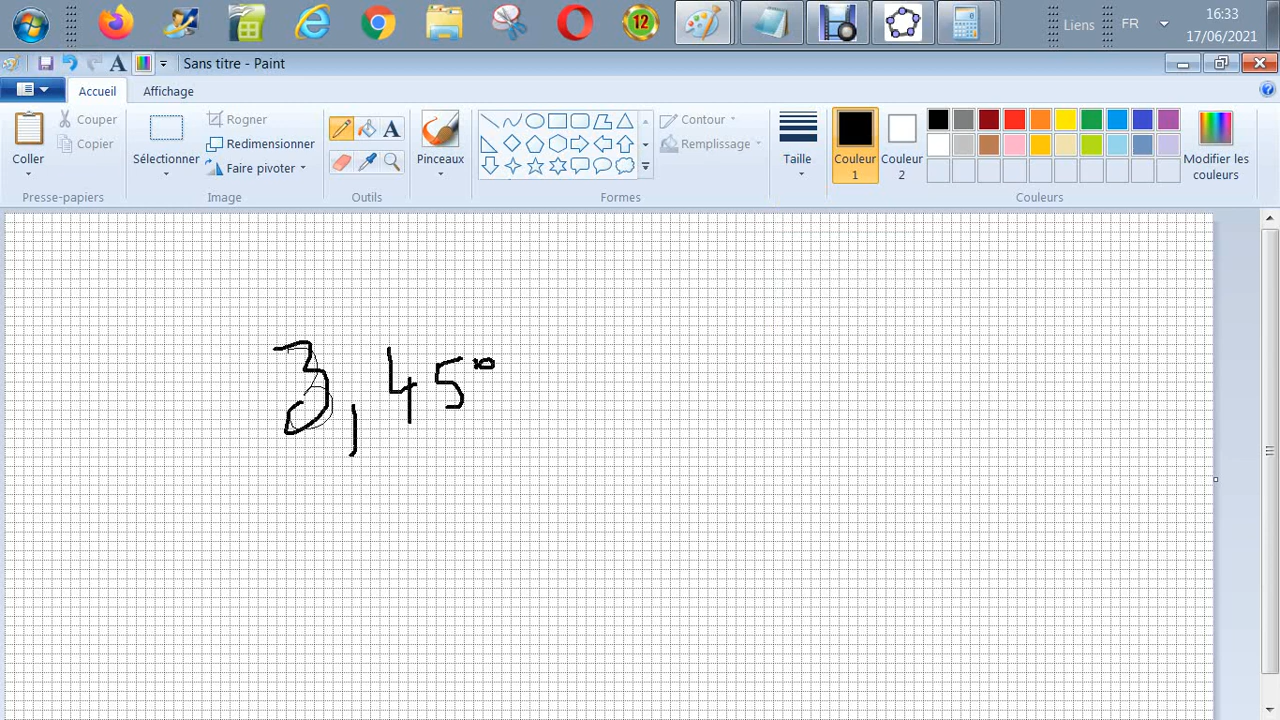 12
Liens
FR
16:33
17/06/2021
Sans titre - Paint
Accueil
Affichage
Coller
Couper
Copier
Presse-papiers
Sélectionner
Rogner
Redimensionner
Faire pivoter
Image
A
Outils
Pinceaux
Contour
Remplissage
Formes
Taille
Couleur 1
Couleur 2
Modifier les couleurs
Couleurs
3,45°